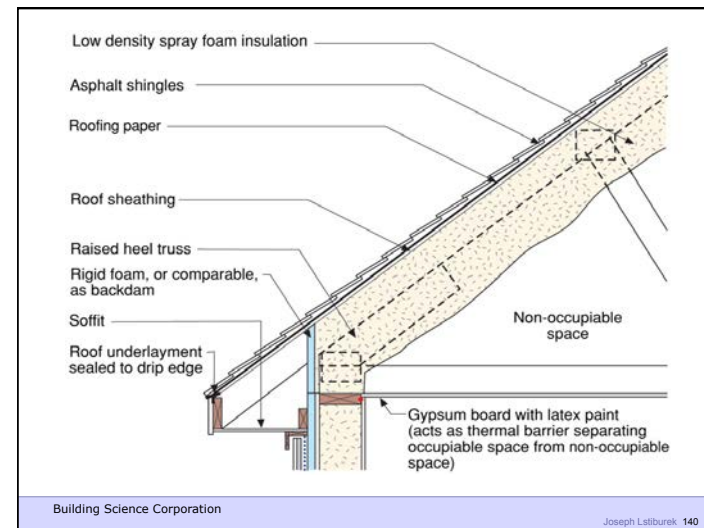 Low density spray foam insulation
Asphalt shingles
Roofing paper
Roof sheathing
Raised heel truss
Rigid foam, or comparable,
as backdam
Soffit
Roof underlayment
sealed to drip edge
Non-occupiable
space
Gypsum board with latex paint
(acts as thermal barrier separating
occupiable space from non-occupiable
space)
Building Science Corporation
Joseph Lstiburek 140